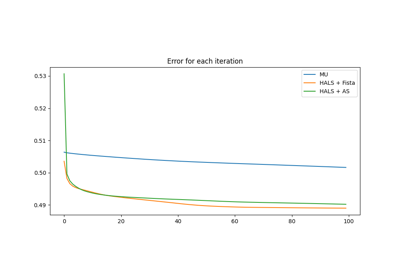 Error for each iteration
MU
HALS + Fista
HALS + AS
0.53
0.52
0.51
0.50
0.49
0 20 40 60 80 100